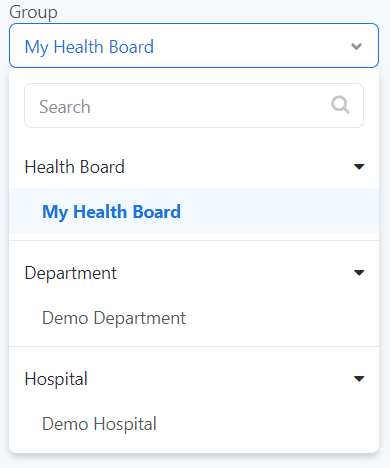 Group
My Health Board
Search
Health Board
My Health Board
Department
Demo Department
Hospital
Demo Hospital